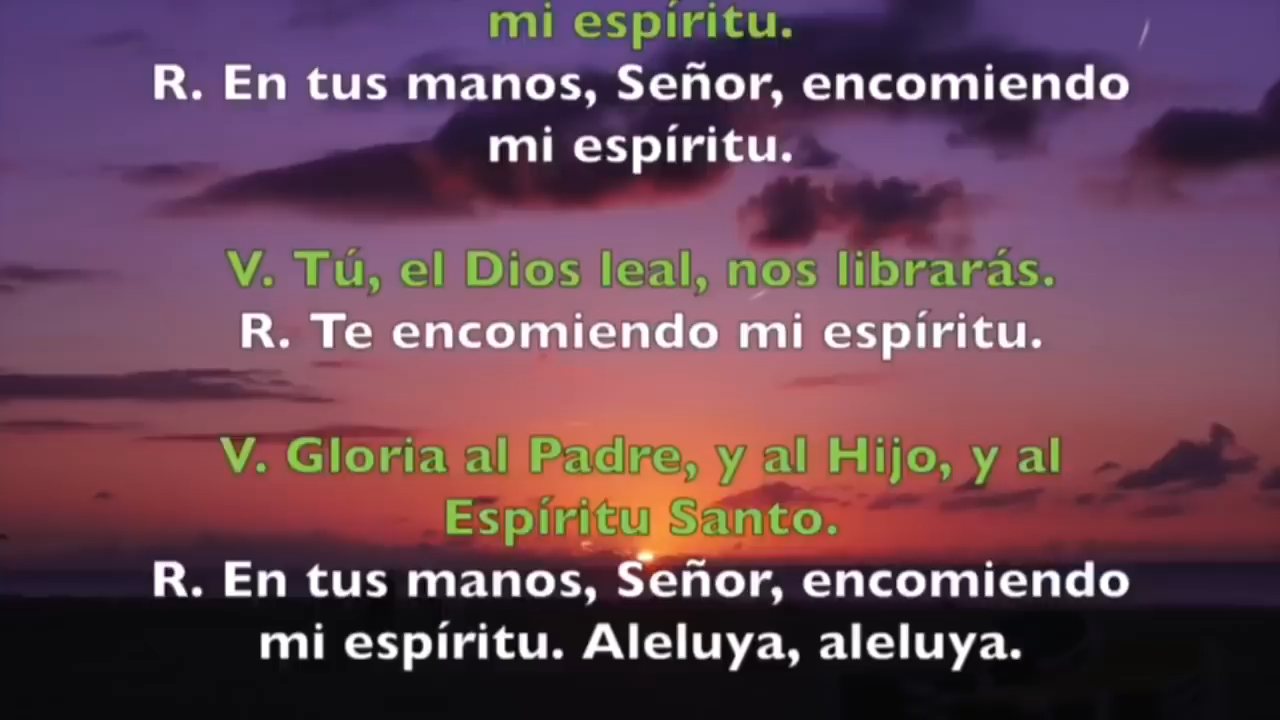 mi espíritu.
R. En tus manos, Señor, encomiendo
mi espíritu.
V. Tú, el Dios leal, nos librarás.
R. Te encomiendo mi espíritu.
V. Gloria al Padre, y al Hijo, y al
Espíritu Santo.
R. En tus manos, Señor, encomiendo
mi espíritu. Aleluya, aleluya.